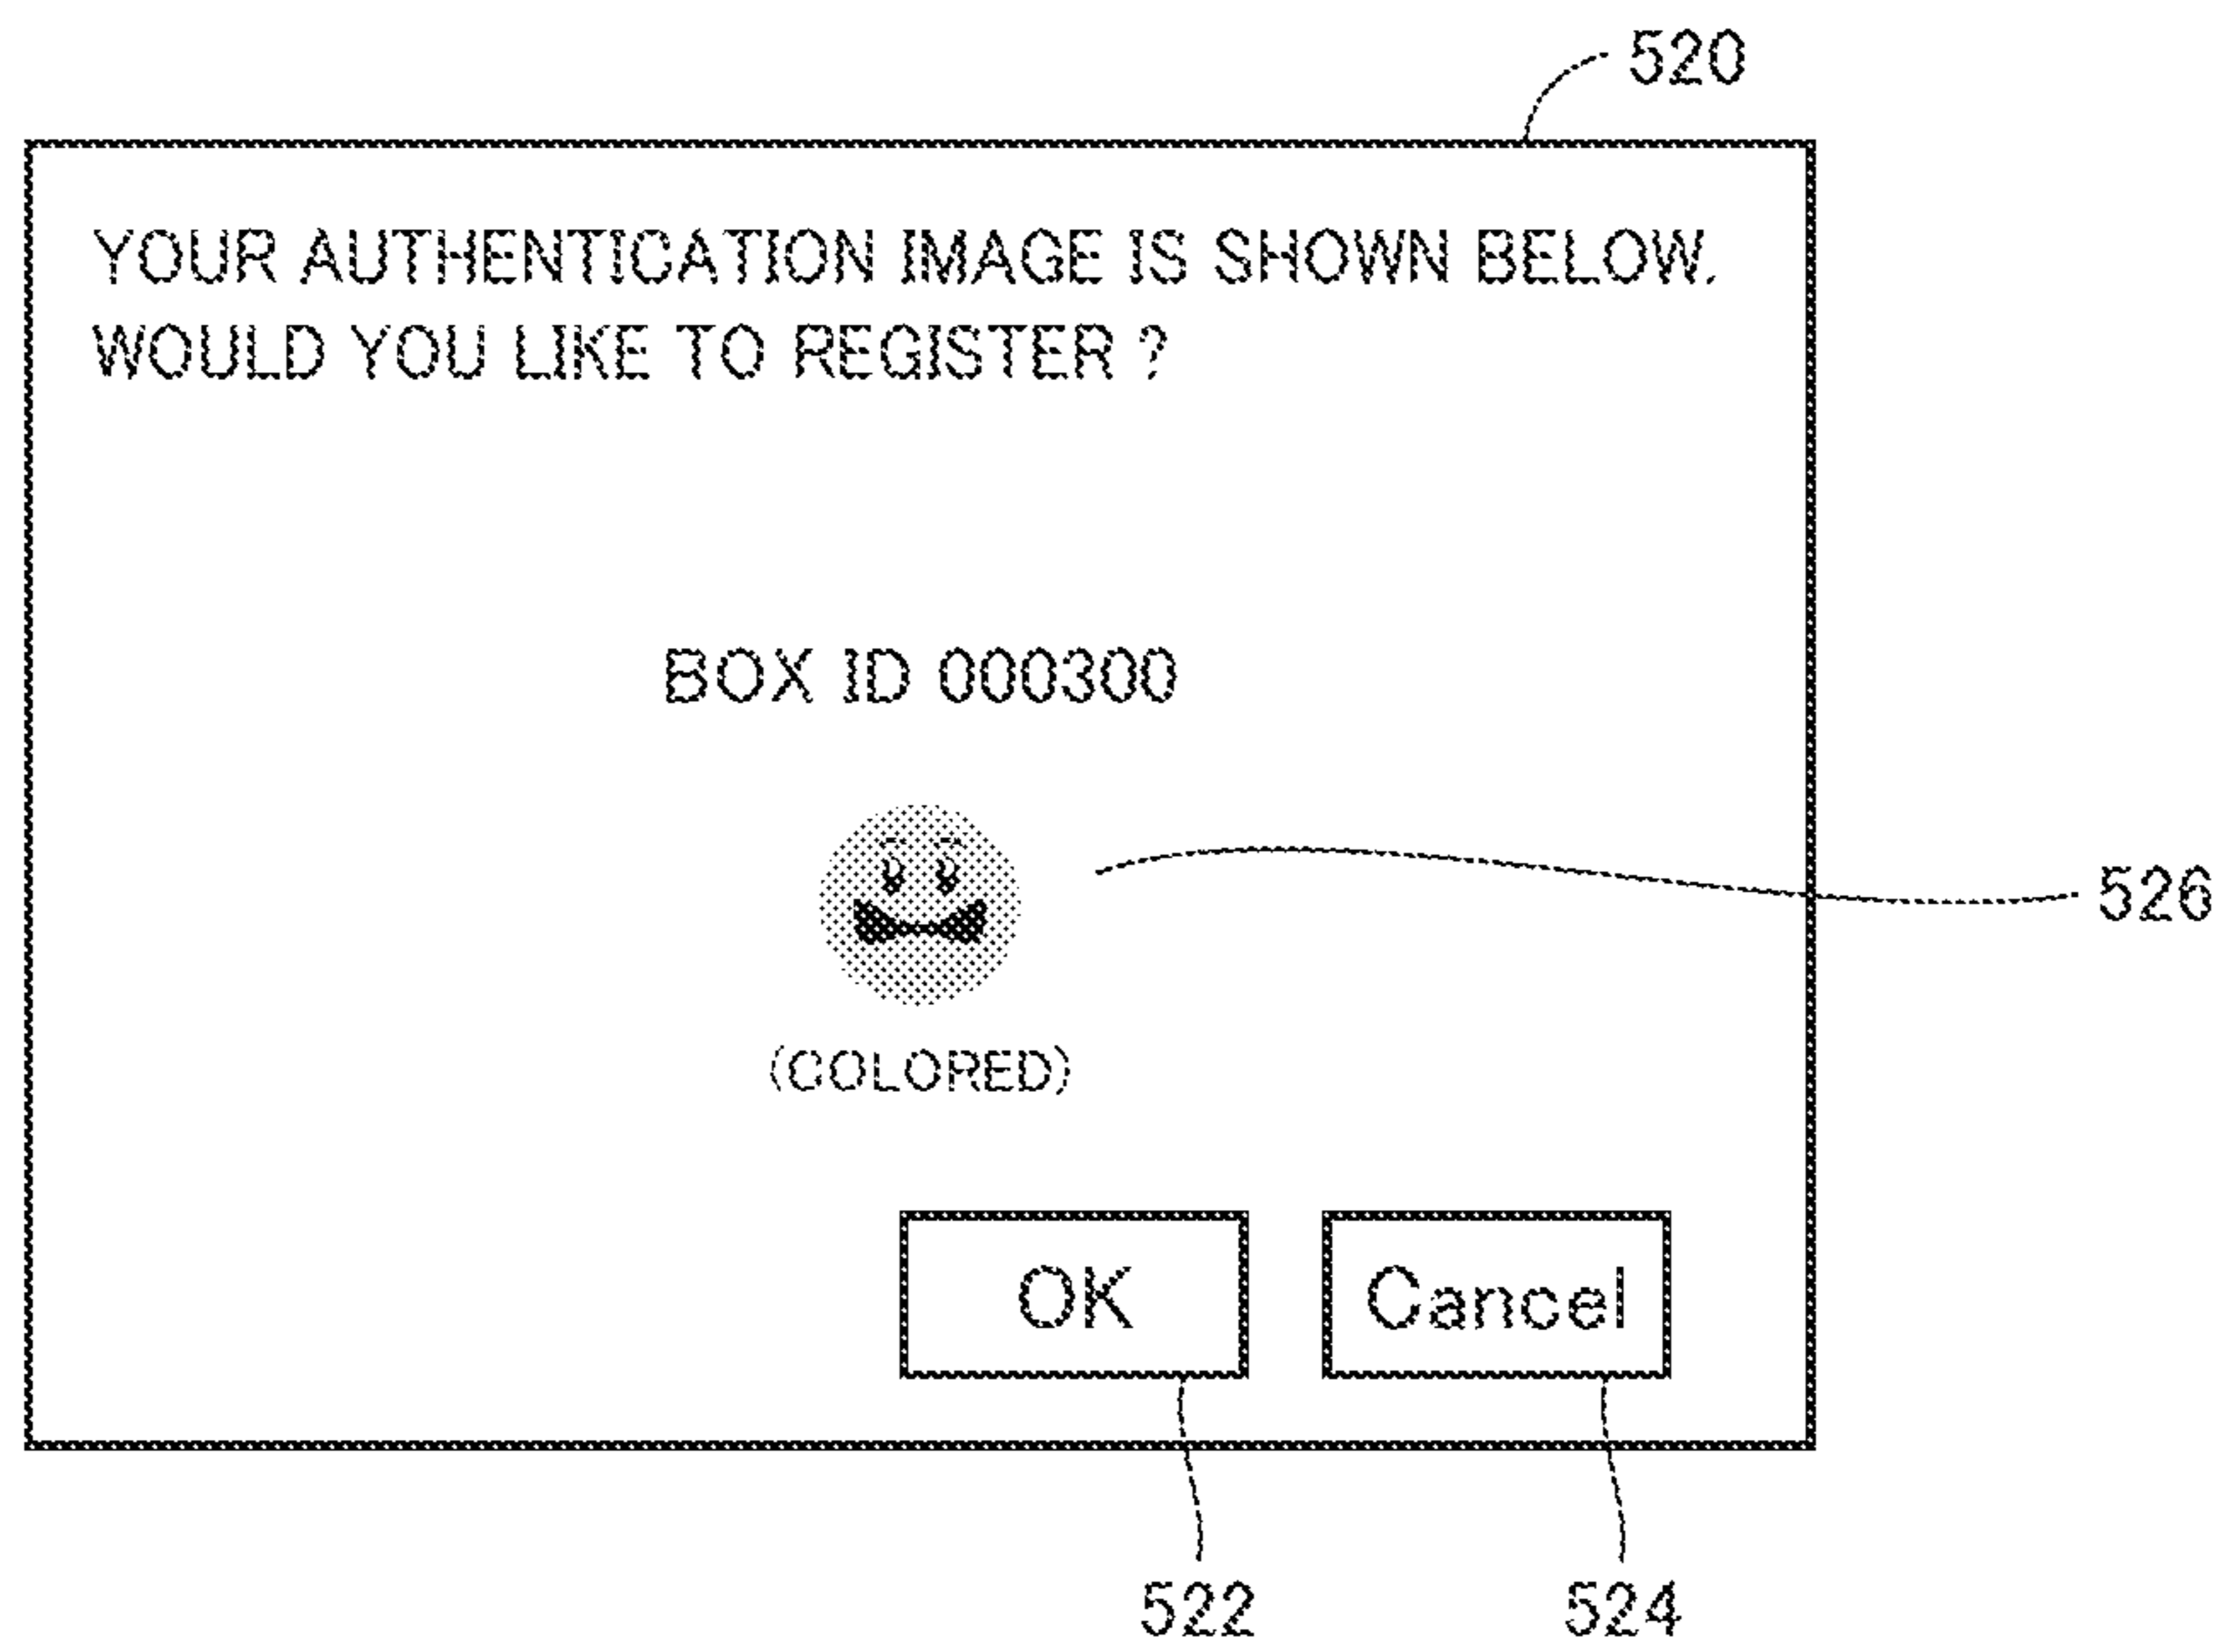 520
YOUR AUTHENTICATION IMAGE IS SHOWN BELOW.
WOULD YOU LIKE TO REGISTER ?
BOX ID 000300
526
(COLORED)
OK
Cancel
522
524